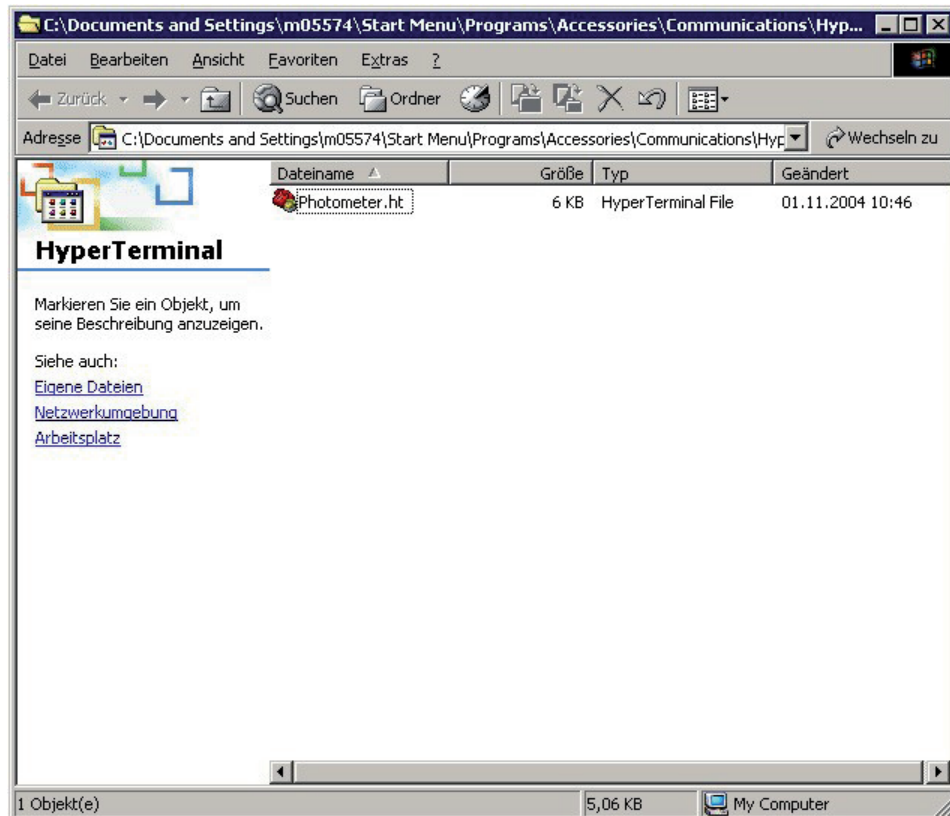 C:\Documents and Settings\m05574\Start Menu\Programs\Accessories\Communications\Hyp...
Datei Bearbeiten Ansicht Favoriten Extras ?
Zurück Suchen Ordner
Adresse C:\Documents and Settings\m05574\Start Menu\Programs\Accessories\Communications\Hyp Wechseln zu
Dateiname Größe Typ Geändert
Photometer.ht 6 KB HyperTerminal File 01.11.2004 10:46
HyperTerminal
Markieren Sie ein Objekt, um
seine Beschreibung anzuzeigen.
Siehe auch:
Eigene Dateien
Netzwerkumgebung
Arbeitsplatz
1 Objekt(e) 5,06 KB My Computer